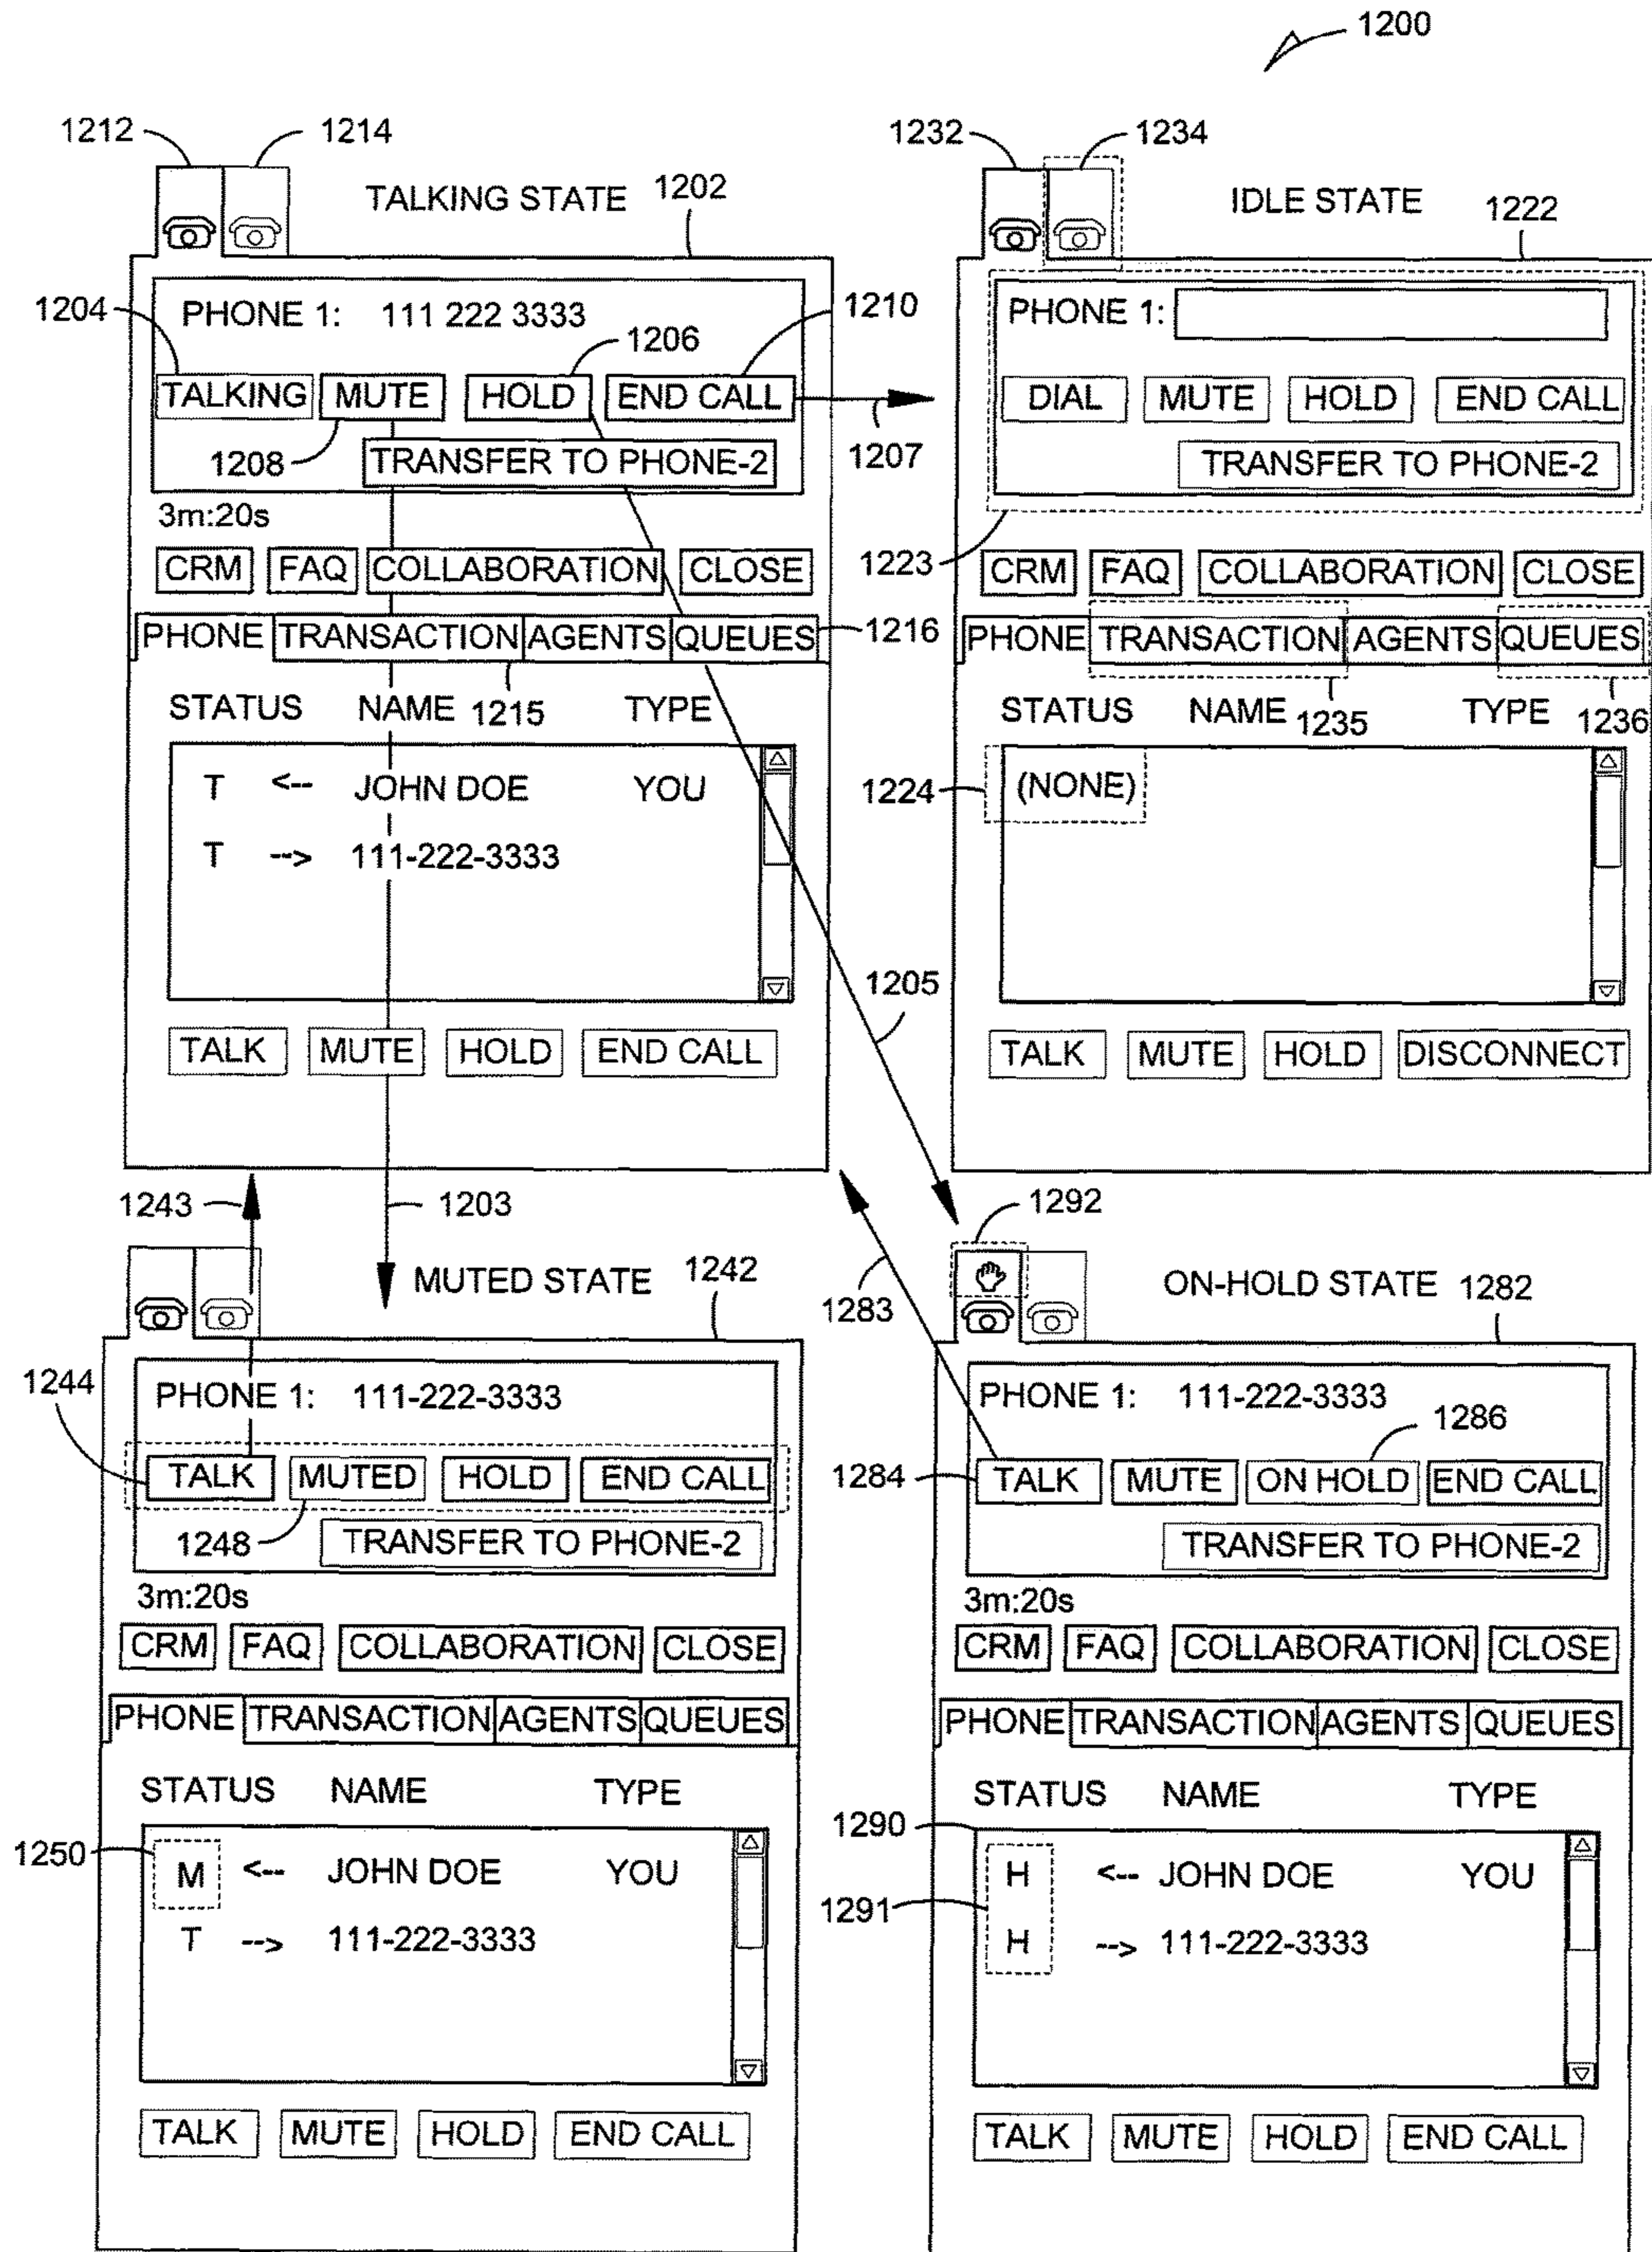 1200
1212 1214
TALKING STATE 1202
1204 PHONE 1: 111 222 3333 1210
1206
TALKING MUTE HOLD END CALL
1208 TRANSFER TO PHONE-2 1207
3m:20s
CRM FAQ COLLABORATION CLOSE
PHONE TRANSACTION AGENTS QUEUES 1216
STATUS NAME 1215 TYPE
T <-- JOHN DOE YOU
T --> 111-222-3333
1205
TALK MUTE HOLD END CALL
1232 1234
IDLE STATE 1222
PHONE 1:
DIAL MUTE HOLD END CALL
TRANSFER TO PHONE-2
1223
CRM FAQ COLLABORATION CLOSE
PHONE TRANSACTION AGENTS QUEUES
STATUS NAME 1235 TYPE 1236
1224 (NONE)
TALK MUTE HOLD DISCONNECT
1243 1203
MUTED STATE 1242
1244 PHONE 1: 111-222-3333
TALK MUTED HOLD END CALL
1248 TRANSFER TO PHONE-2
3m:20s
CRM FAQ COLLABORATION CLOSE
PHONE TRANSACTION AGENTS QUEUES
STATUS NAME TYPE
1250 M <-- JOHN DOE YOU
T --> 111-222-3333
TALK MUTE HOLD END CALL
1292
1283 ON-HOLD STATE 1282
PHONE 1: 111-222-3333
1286
1284 TALK MUTE ON HOLD END CALL
TRANSFER TO PHONE-2
3m:20s
CRM FAQ COLLABORATION CLOSE
PHONE TRANSACTION AGENTS QUEUES
STATUS NAME TYPE
1290
H <-- JOHN DOE YOU
1291
H --> 111-222-3333
TALK MUTE HOLD END CALL